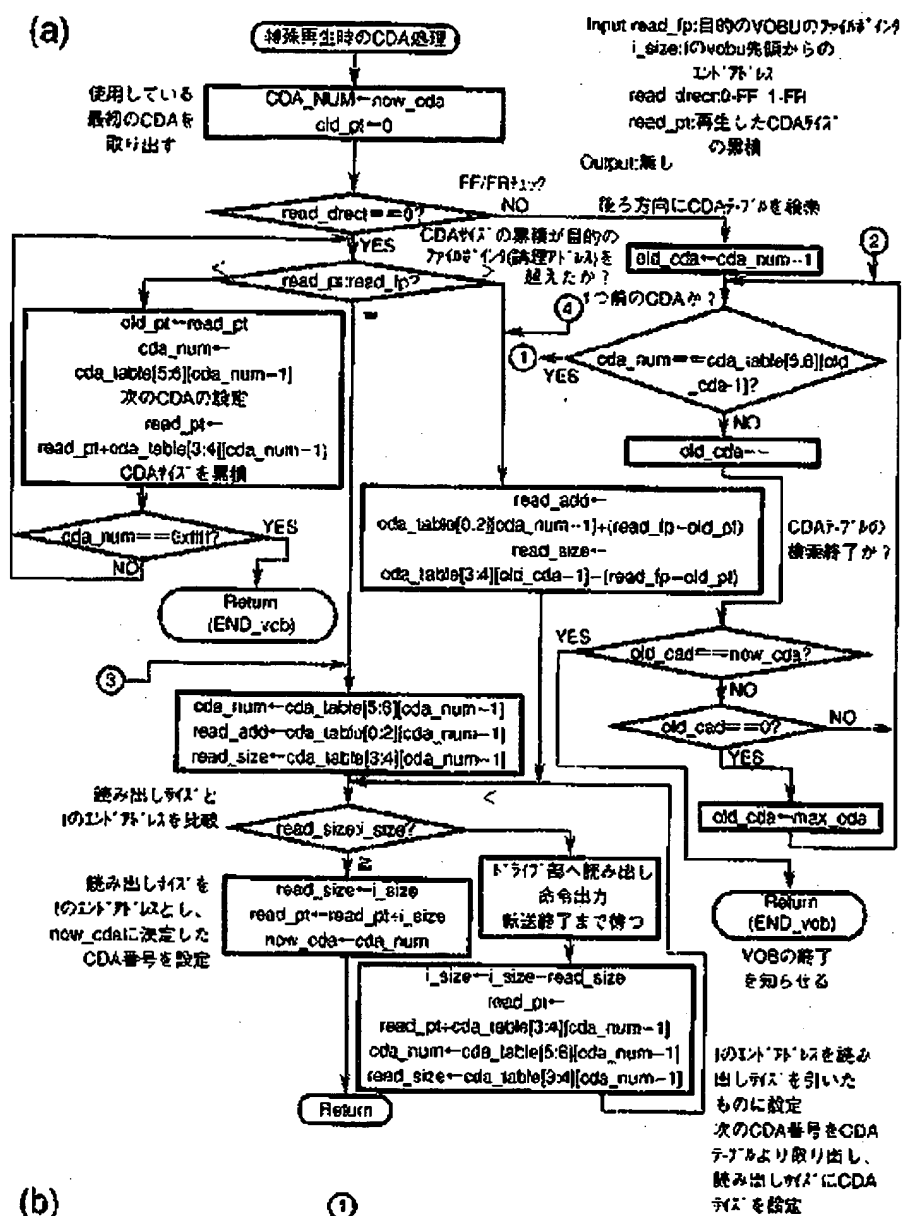 (a)
特殊再生時のCDA処理
Input read_fp:目的のVOBUのファイルポインタ
i_size:Iのvobu先頭からの
エンドアドレス
read_direct:0-FF 1-FR
read_pt:再生したCDAサイズ
の累積
Output:無し
使用している
最初のCDAを
取り出す
CDA_NUM←now_cda
old_pt←0
FF/FRチェック
read_direct==0?
NO
YES
後ろ方向にCDAテーブルを検索
old_cda←cda_num-1
②
CDAサイズの累積が目的の
ファイルポインタ(論理アドレス)を
超えたか?
read_pt:read_fp?
<
>
=
④
1つ前のCDAか?
①
YES
cda_num==cda_table[5:6][old
_cda-1]?
NO
old_cda--
old_pt←read_pt
cda_num←
cda_table[5:6][cda_num-1]
次のCDAの設定
read_pt←
read_pt+cda_table[3:4][cda_num-1]
CDAサイズを累積
cda_num==0xffff?
YES
NO
Return
(END_vob)
read_add←
cda_table[0:2][cda_num-1]+(read_fp-old_pt)
read_size←
cda_table[3:4][old_cda-1]-(read_fp-old_pt)
CDAテーブルの
検索終了か?
YES
old_cad==now_cda?
NO
old_cad==0?
NO
YES
old_cda←max_cda
Return
(END_vob)
VOBの終了
を知らせる
③
cda_num←cda_table[5:6][cda_num-1]
read_add←cda_table[0:2][cda_num-1]
read_size←cda_table[3:4][cda_num-1]
読み出しサイズと
Iのエンドアドレスを比較
read_size:i_size?
<
≧
読み出しサイズを
Iのエンドアドレスとし、
now_cdaに決定した
CDA番号を設定
read_size←i_size
read_pt←read_pt+i_size
now_cda←cda_num
ドライブ部へ読み出し
命令出力
転送終了まで待つ
i_size←i_size-read_size
read_pt←
read_pt+cda_table[3:4][cda_num-1]
cda_num←cda_table[5:6][cda_num-1]
read_size←cda_table[3:4][cda_num-1]
Return
Iのエンドアドレスを読み
出しサイズを引いた
ものに設定
次のCDA番号をCDA
テーブルより取り出し、
読み出しサイズにCDA
サイズを設定
(b)
①